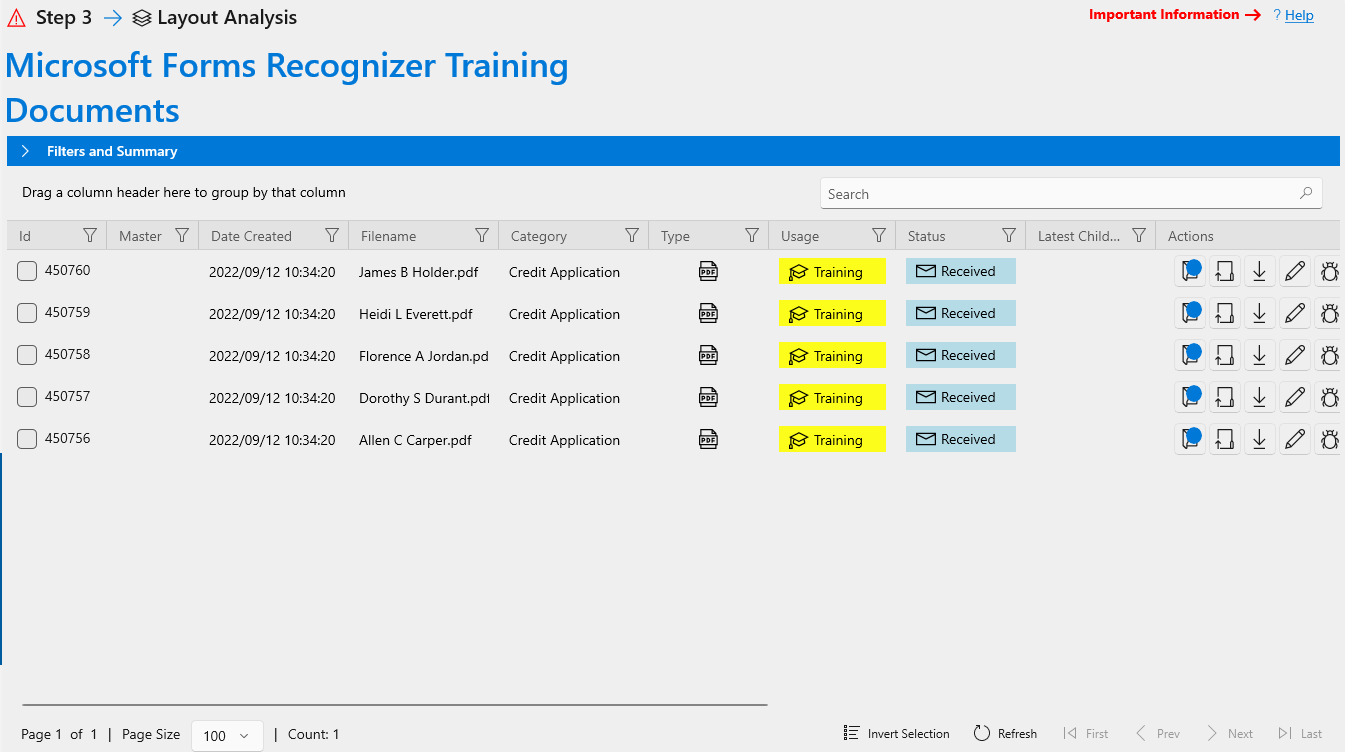 Step 3 Layout Analysis
Important Information ? Help
Microsoft Forms Recognizer Training
Documents
Filters and Summary
Drag a column header here to group by that column
Search
Id Master Date Created Filename Category Type Usage Status Latest Child... Actions
450760 2022/09/12 10:34:20 James B Holder.pdf Credit Application PDF Training Received
450759 2022/09/12 10:34:20 Heidi L Everett.pdf Credit Application PDF Training Received
450758 2022/09/12 10:34:20 Florence A Jordan.pd Credit Application PDF Training Received
450757 2022/09/12 10:34:20 Dorothy S Durant.pdf Credit Application PDF Training Received
450756 2022/09/12 10:34:20 Allen C Carper.pdf Credit Application PDF Training Received
Page 1 of 1 | Page Size 100 | Count: 1 Invert Selection Refresh First Prev Next Last